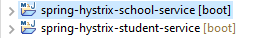 spring-hystrix-school-service [boot]
spring-hystrix-student-service [boot]